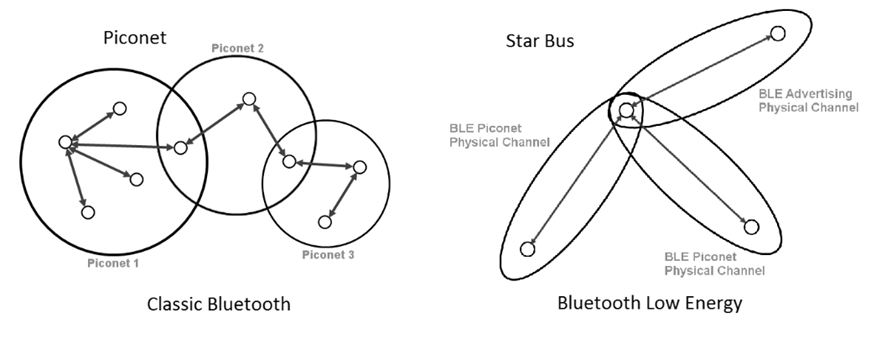 Piconet
Piconet 2
Piconet 1
Piconet 3
Classic Bluetooth
Star Bus
BLE Advertising
Physical Channel
BLE Piconet
Physical Channel
BLE Piconet
Physical Channel
Bluetooth Low Energy